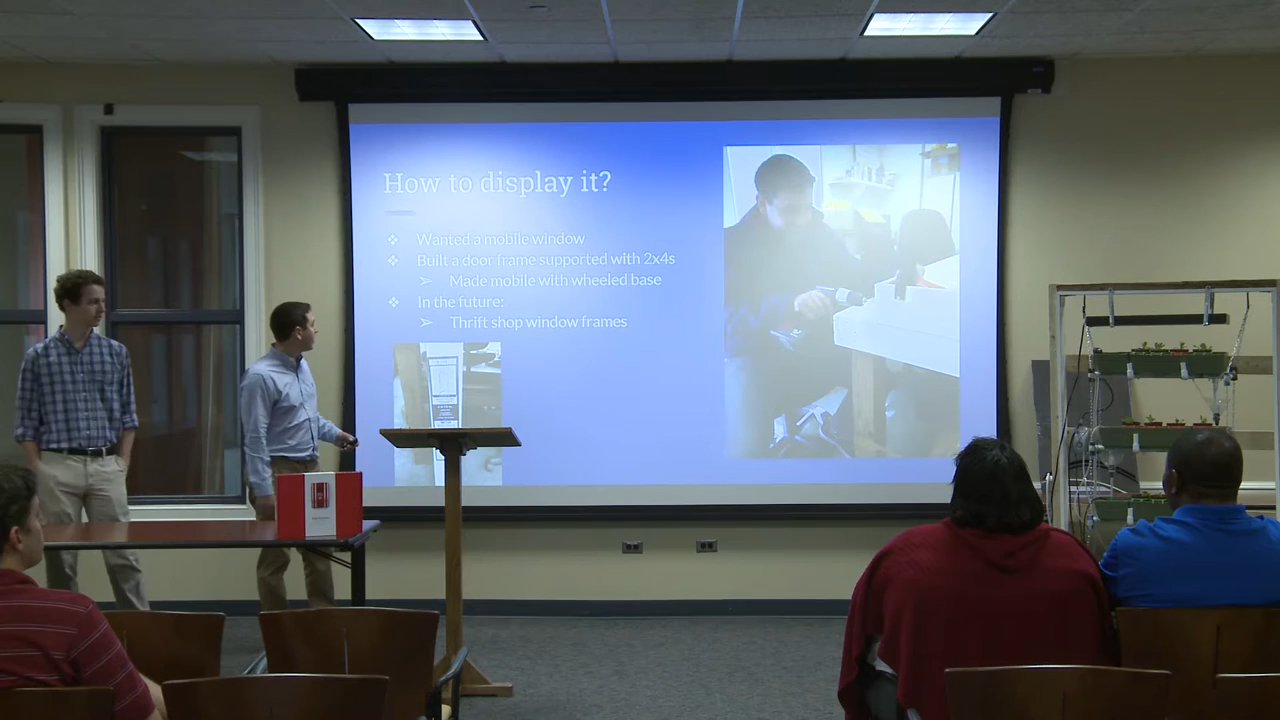 How to display it?
❖ Wanted a mobile window
❖ Built a door frame supported with 2x4s
➢ Made mobile with wheeled base
❖ In the future:
➢ Thrift shop window frames